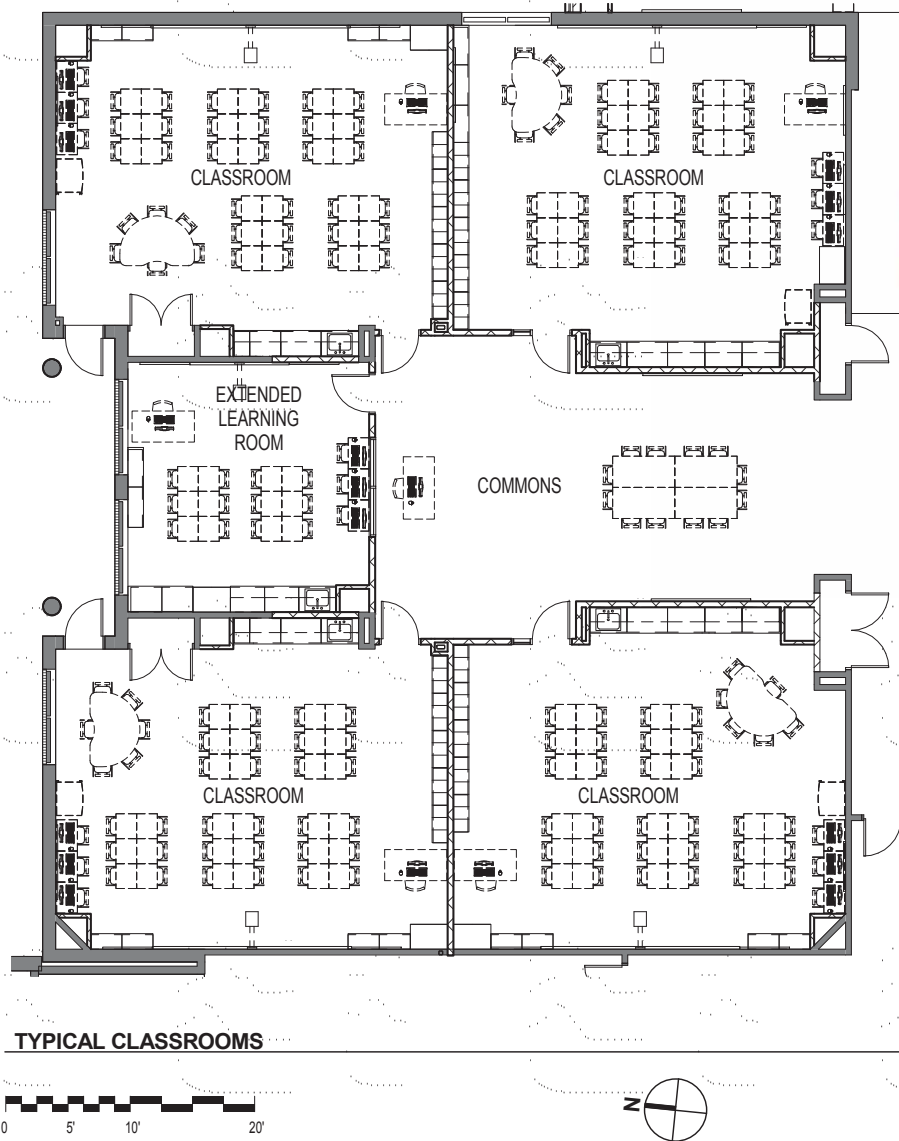 CLASSROOM
CLASSROOM
EXTENDED
LEARNING
ROOM
COMMONS
CLASSROOM
CLASSROOM
TYPICAL CLASSROOMS
0 5' 10' 20'
N